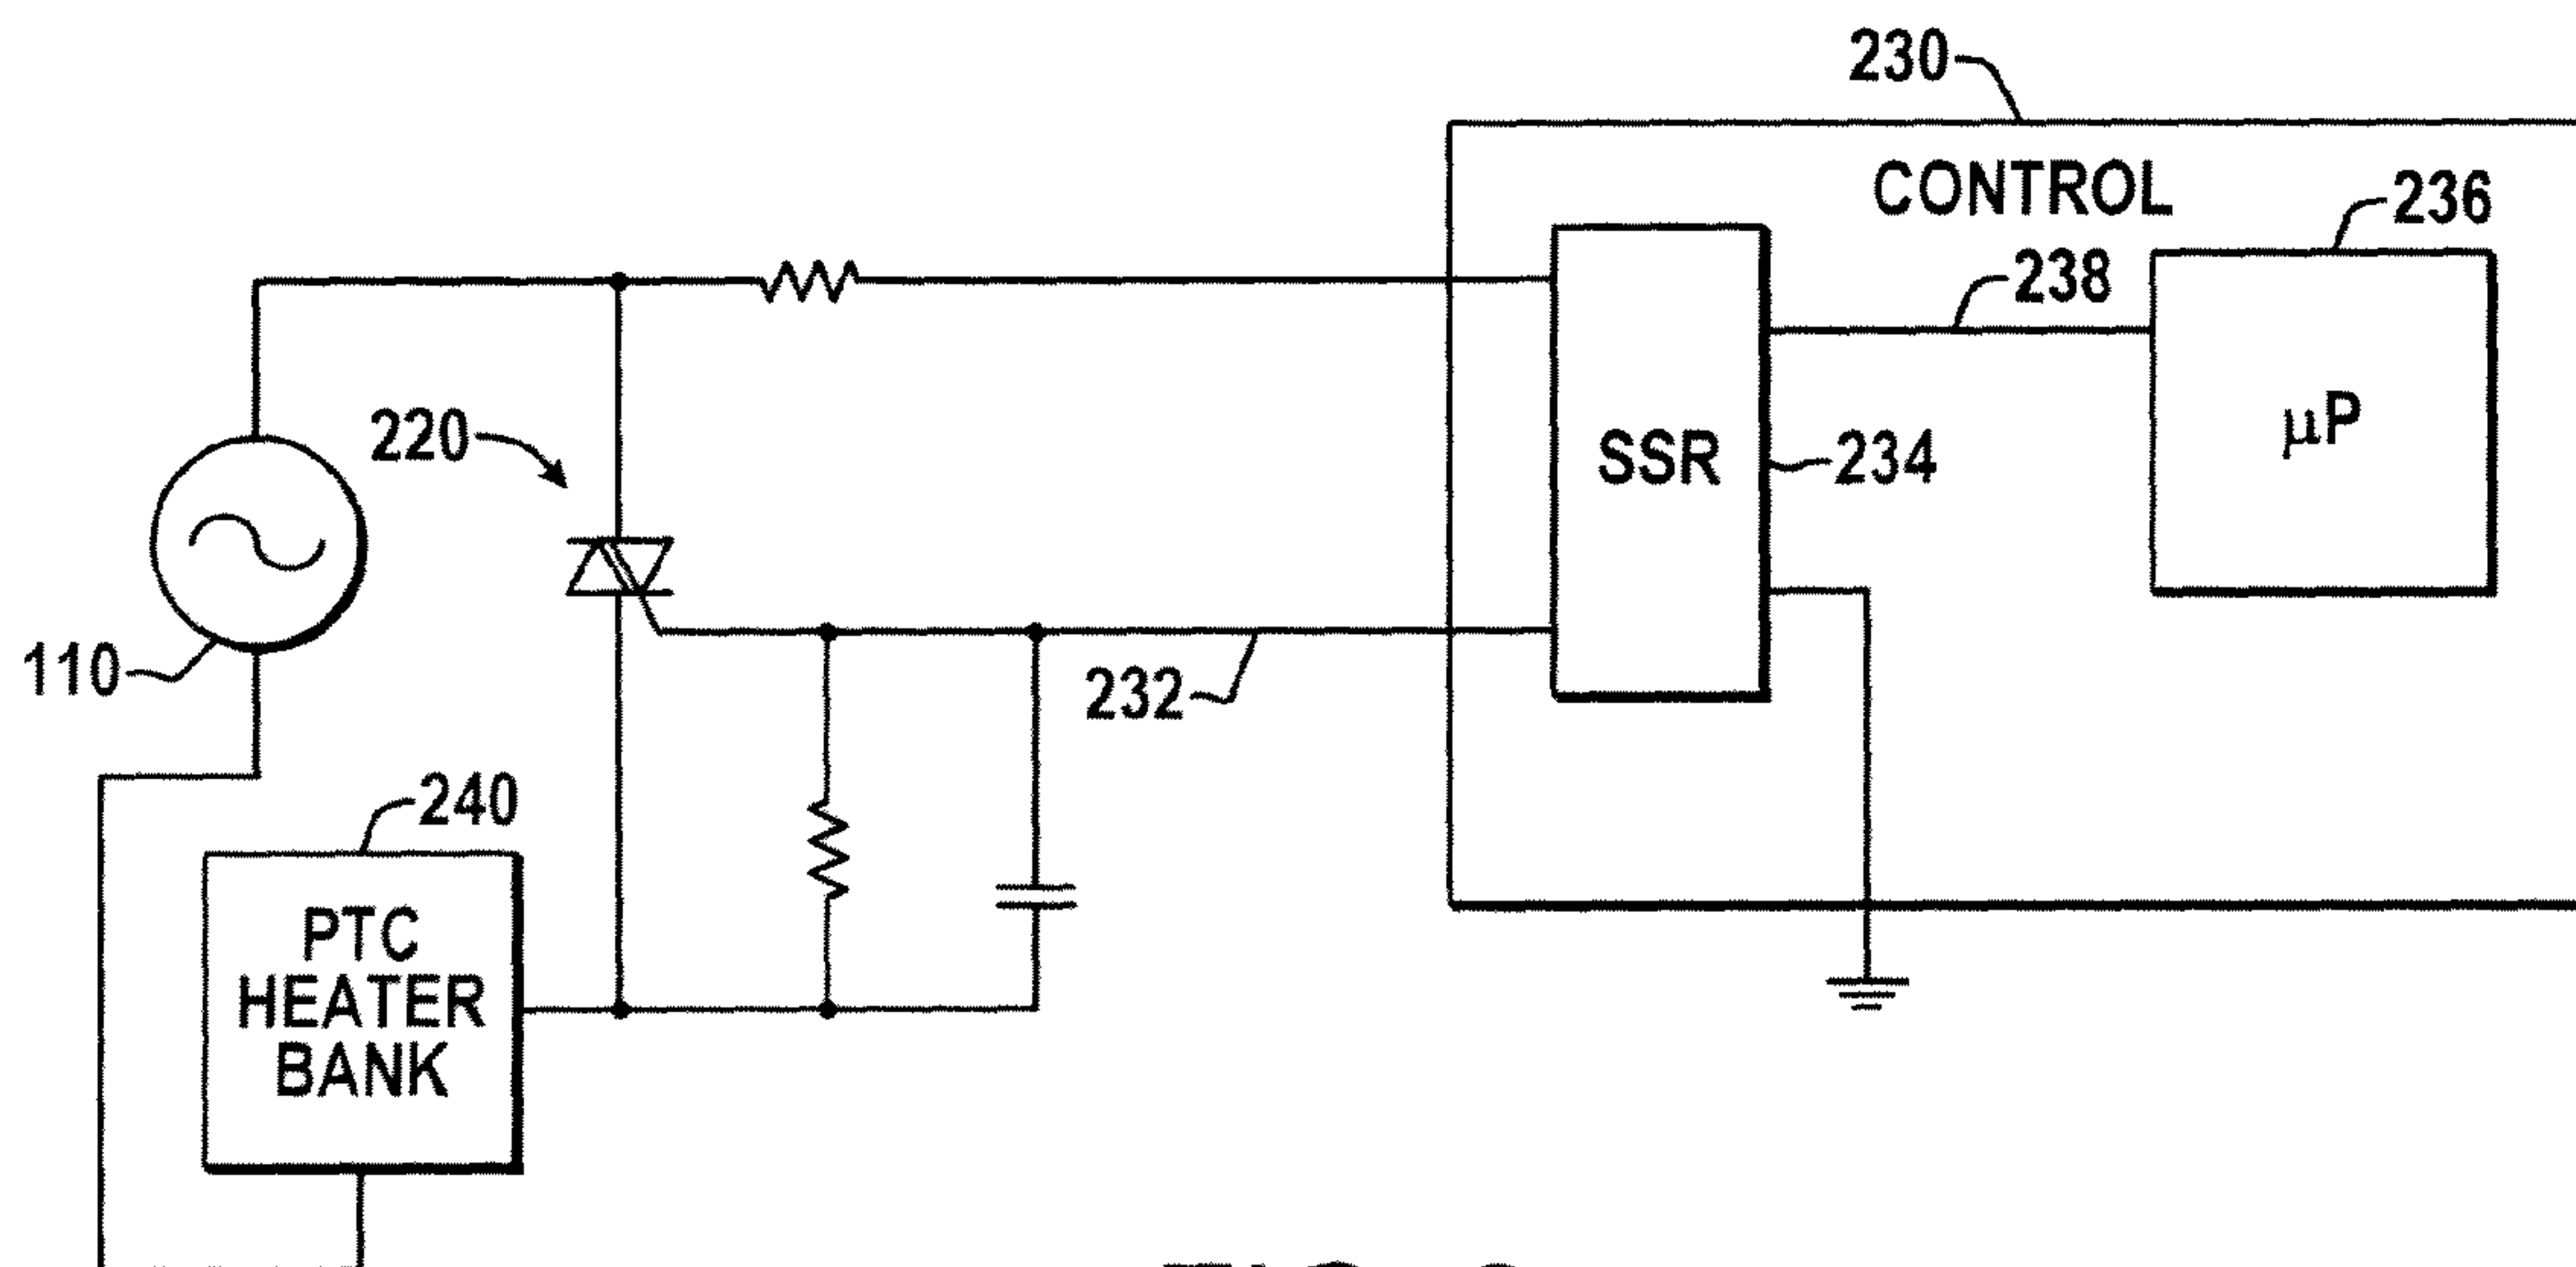 230
CONTROL
236
238
220
SSR
234
μP
110
232
240
PTC
HEATER
BANK